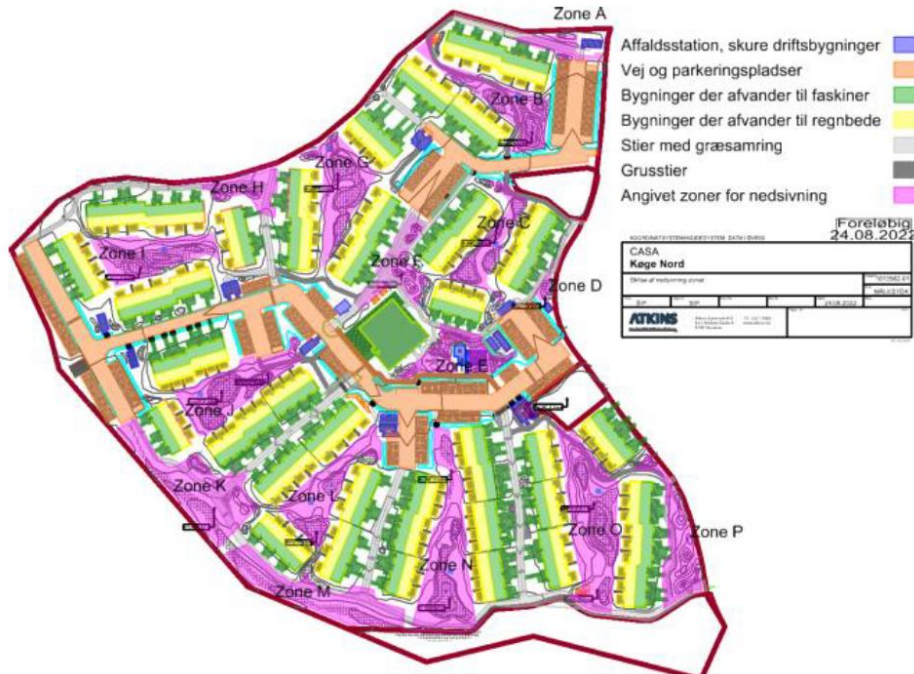 Zone A
Affaldsstation, skure driftsbygninger
Vej og parkeringspladser
Bygninger der afvander til faskiner
Bygninger der afvander til regnbede
Stier med græsamring
Grusstier
Angivet zoner for nedsivning
Foreløbig
24.08.2022
CASA
Køge Nord
ATKINS
Zone B
Zone G
Zone H
Zone C
Zone I
Zone F
Zone D
Zone E
Zone J
Zone K
Zone L
Zone O
Zone P
Zone N
Zone M